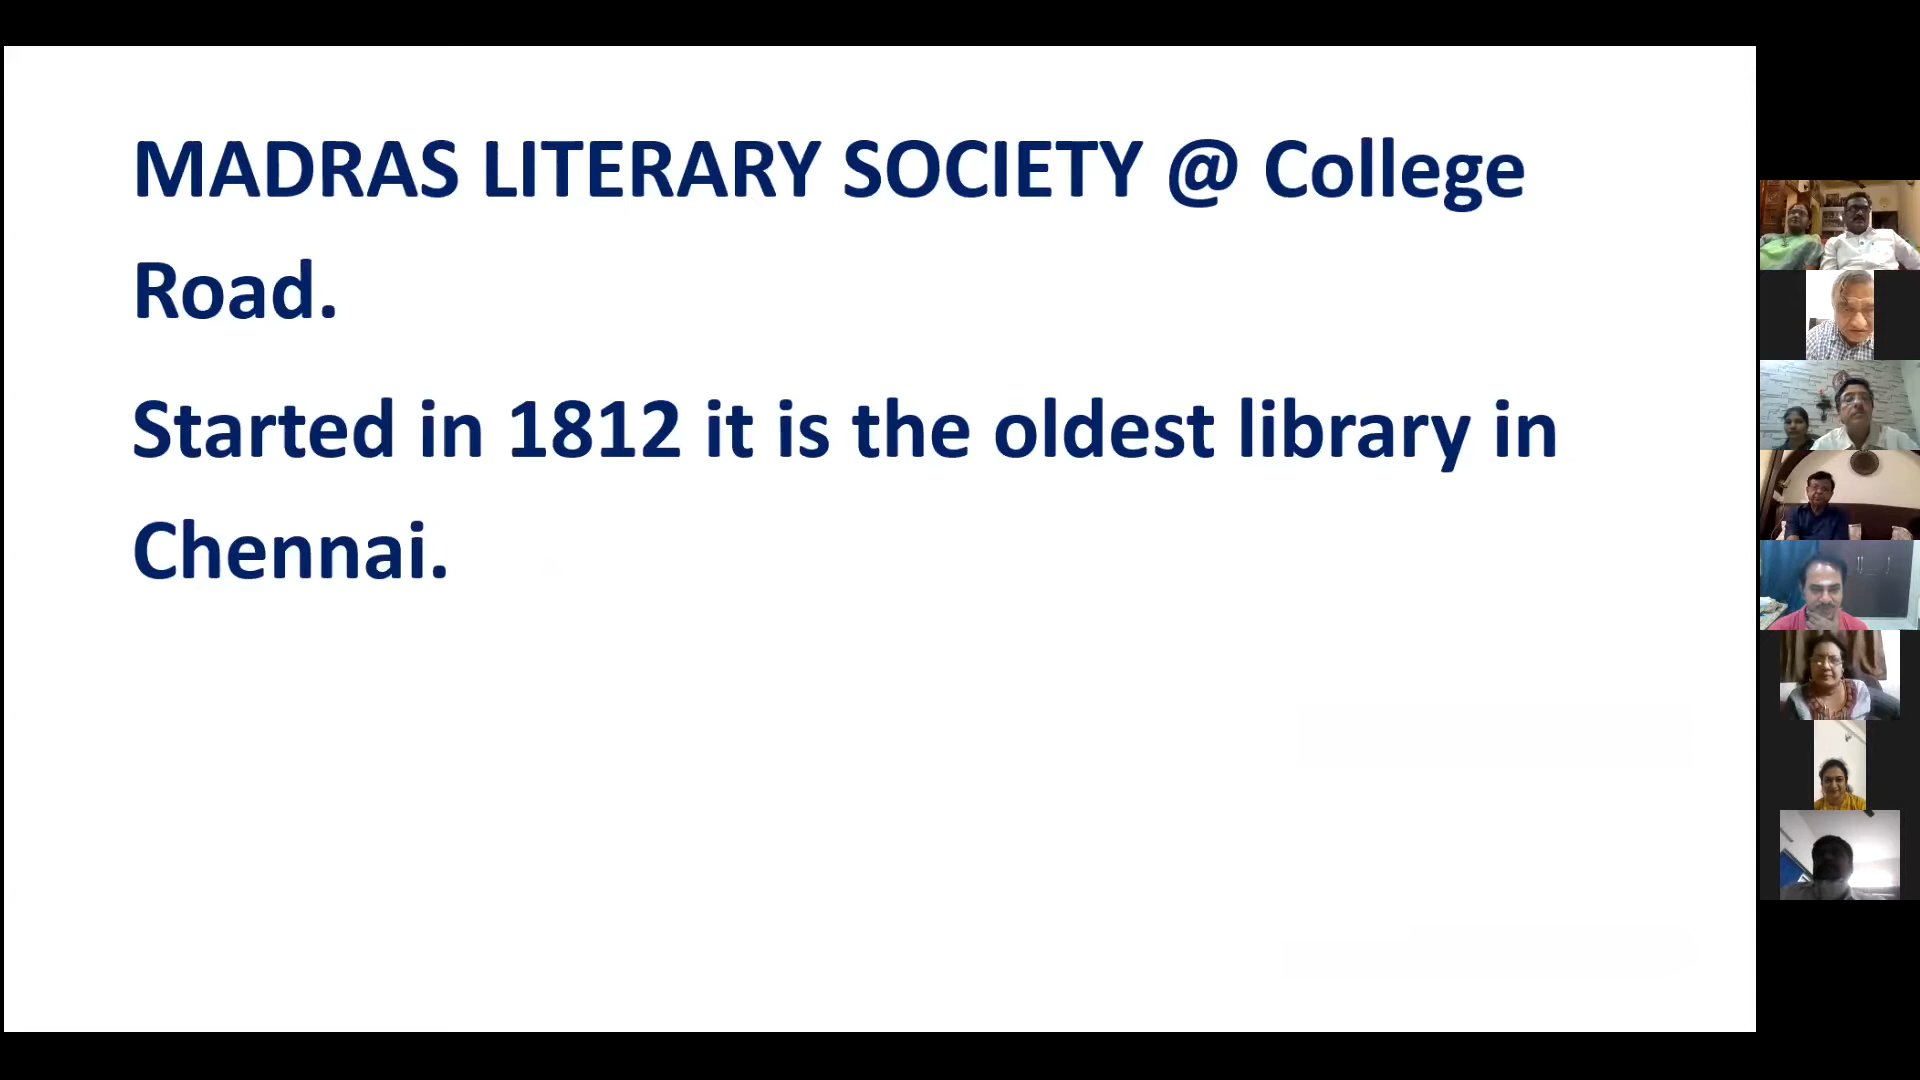 MADRAS LITERARY SOCIETY @ College
Road.
Started in 1812 it is the oldest library in
Chennai.